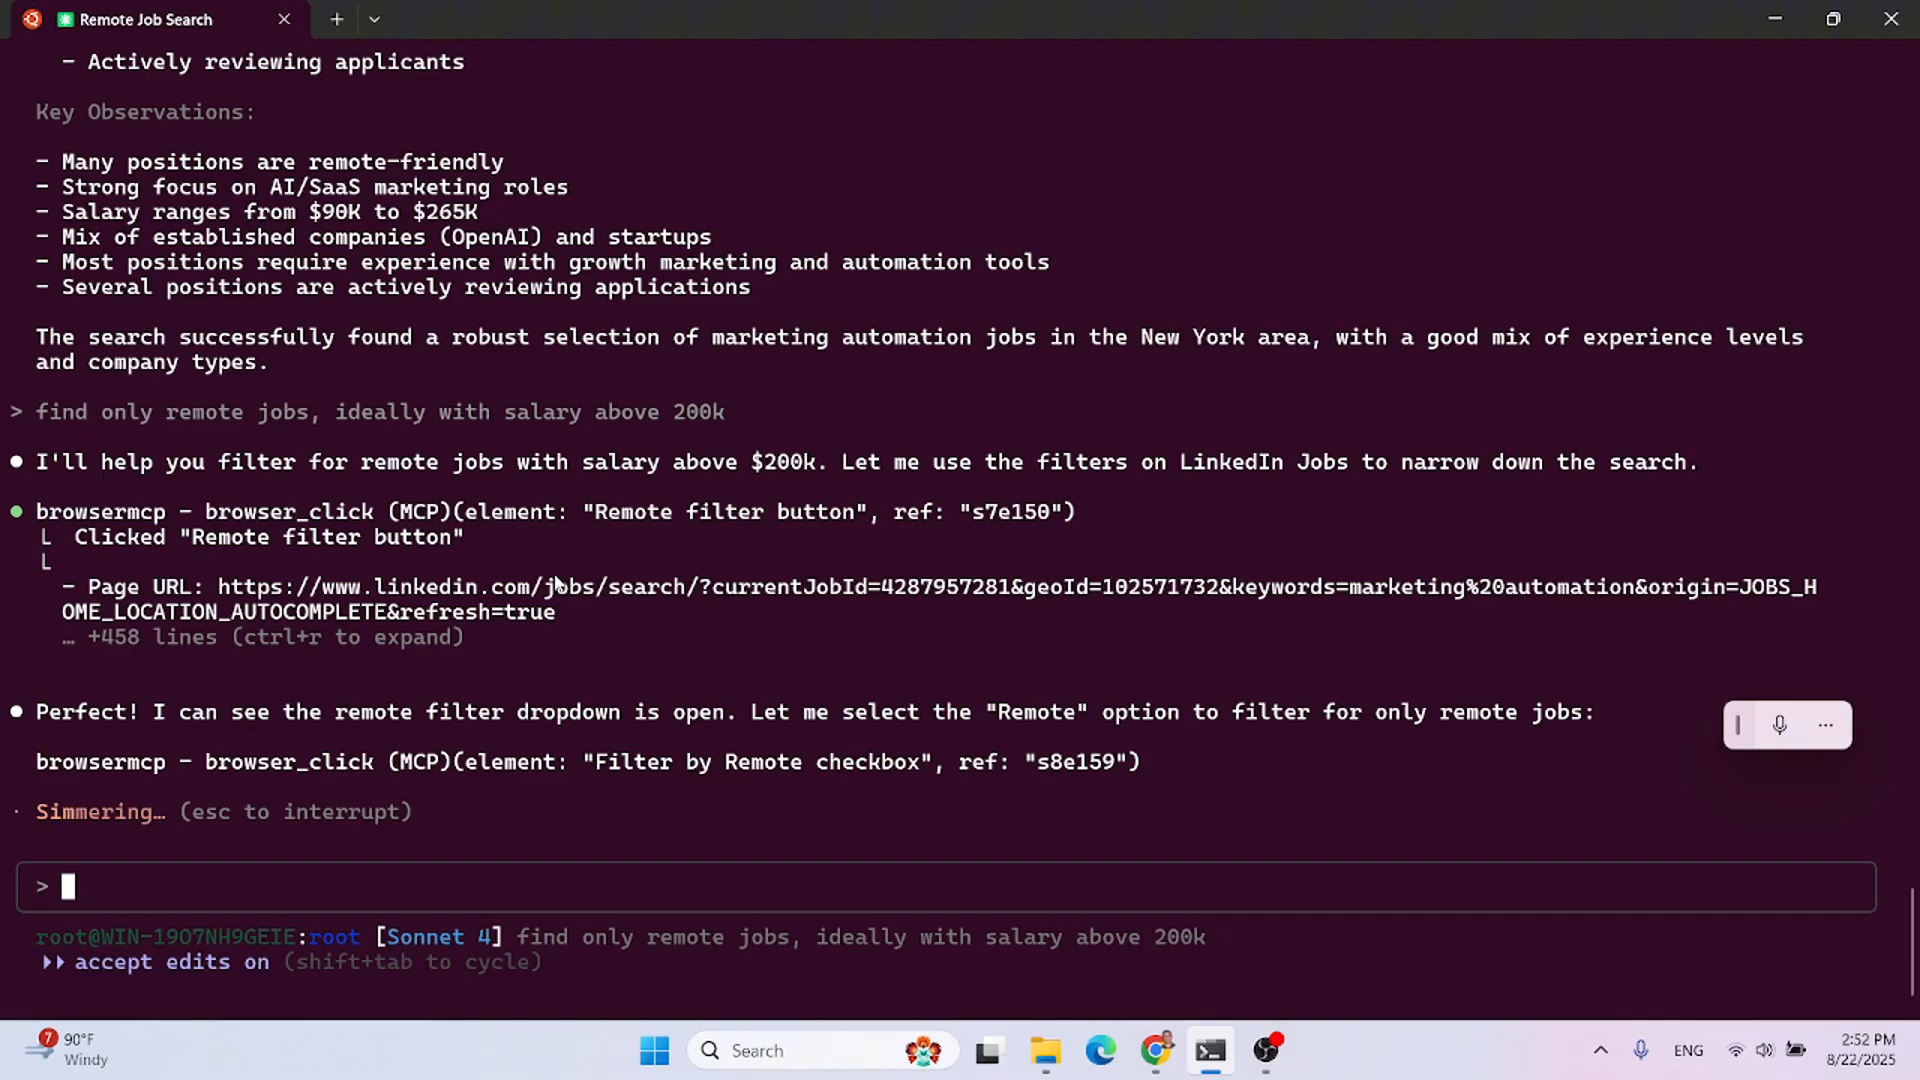 Remote Job Search
- Actively reviewing applicants
Key Observations:
- Many positions are remote-friendly
- Strong focus on AI/SaaS marketing roles
- Salary ranges from $90K to $265K
- Mix of established companies (OpenAI) and startups
- Most positions require experience with growth marketing and automation tools
- Several positions are actively reviewing applications
The search successfully found a robust selection of marketing automation jobs in the New York area, with a good mix of experience levels
and company types.
> find only remote jobs, ideally with salary above 200k
● I'll help you filter for remote jobs with salary above $200k. Let me use the filters on LinkedIn Jobs to narrow down the search.
● browsermcp - browser_click (MCP)(element: "Remote filter button", ref: "s7e150")
└ Clicked "Remote filter button"
└
- Page URL: https://www.linkedin.com/jobs/search/?currentJobId=4287957281&geoId=102571732&keywords=marketing%20automation&origin=JOBS_H
OME_LOCATION_AUTOCOMPLETE&refresh=true
… +458 lines (ctrl+r to expand)
● Perfect! I can see the remote filter dropdown is open. Let me select the "Remote" option to filter for only remote jobs:
browsermcp - browser_click (MCP)(element: "Filter by Remote checkbox", ref: "s8e159")
· Simmering… (esc to interrupt)
>
root@WIN-19O7NH9GEIE:root [Sonnet 4] find only remote jobs, ideally with salary above 200k
⏵⏵ accept edits on (shift+tab to cycle)
7
90°F
Windy
Search
ENG
2:52 PM
8/22/2025